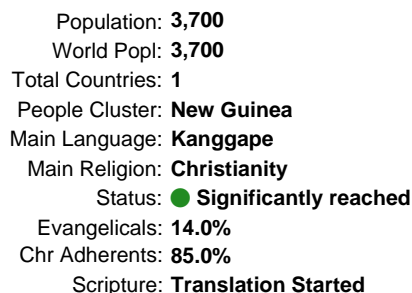 Population: 3,700
World Popl: 3,700
Total Countries: 1
People Cluster: New Guinea
Main Language: Kanggape
Main Religion: Christianity
Status: Significantly reached
Evangelicals: 14.0%
Chr Adherents: 85.0%
Scripture: Translation Started